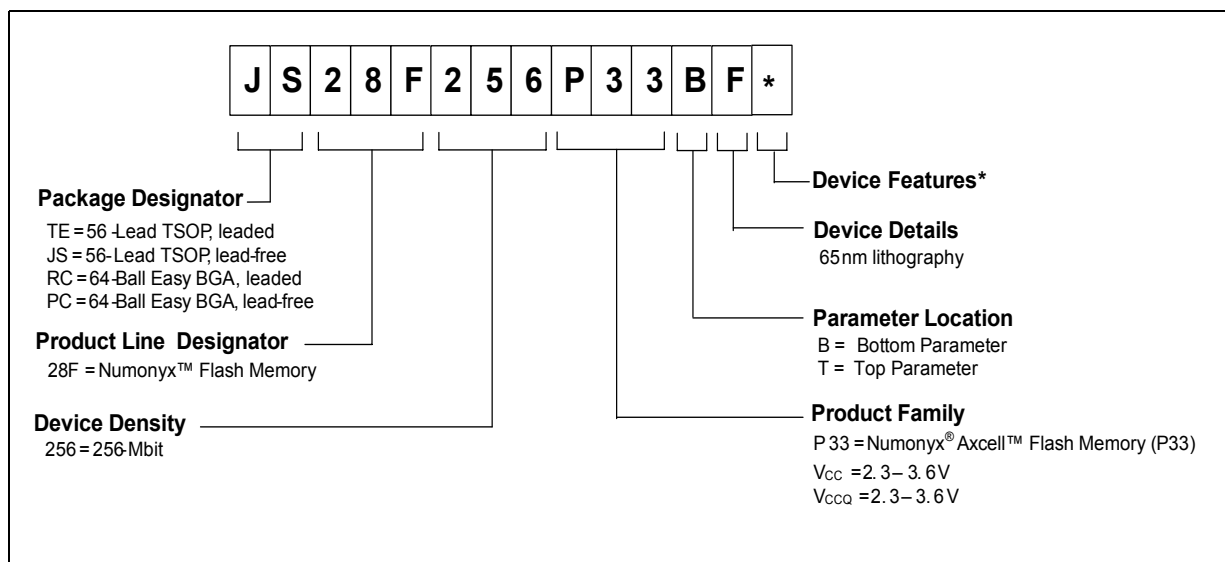 J S 2 8 F 2 5 6 P 3 3 B F *
Package Designator
TE = 56 -Lead TSOP, leaded
JS = 56- Lead TSOP, lead-free
RC = 64-Ball Easy BGA, leaded
PC = 64-Ball Easy BGA, lead-free
Product Line Designator
28F = Numonyx™ Flash Memory
Device Density
256 = 256-Mbit
Device Features*
Device Details
65nm lithography
Parameter Location
B = Bottom Parameter
T = Top Parameter
Product Family
P 33 = Numonyx® Axcell™ Flash Memory (P33)
VCC = 2. 3 – 3. 6 V
VCCQ = 2. 3 – 3. 6 V